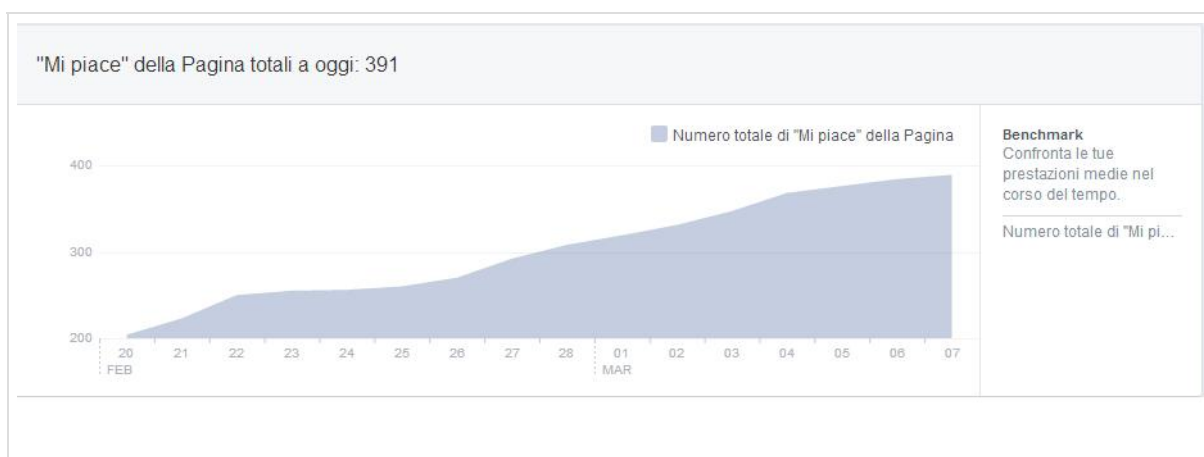 "Mi piace" della Pagina totali a oggi: 391
Numero totale di "Mi piace" della Pagina
400
300
200
20 21 22 23 24 25 26 27 28 01 02 03 04 05 06 07
FEB MAR
Benchmark
Confronta le tue
prestazioni medie nel
corso del tempo.
Numero totale di "Mi pi...